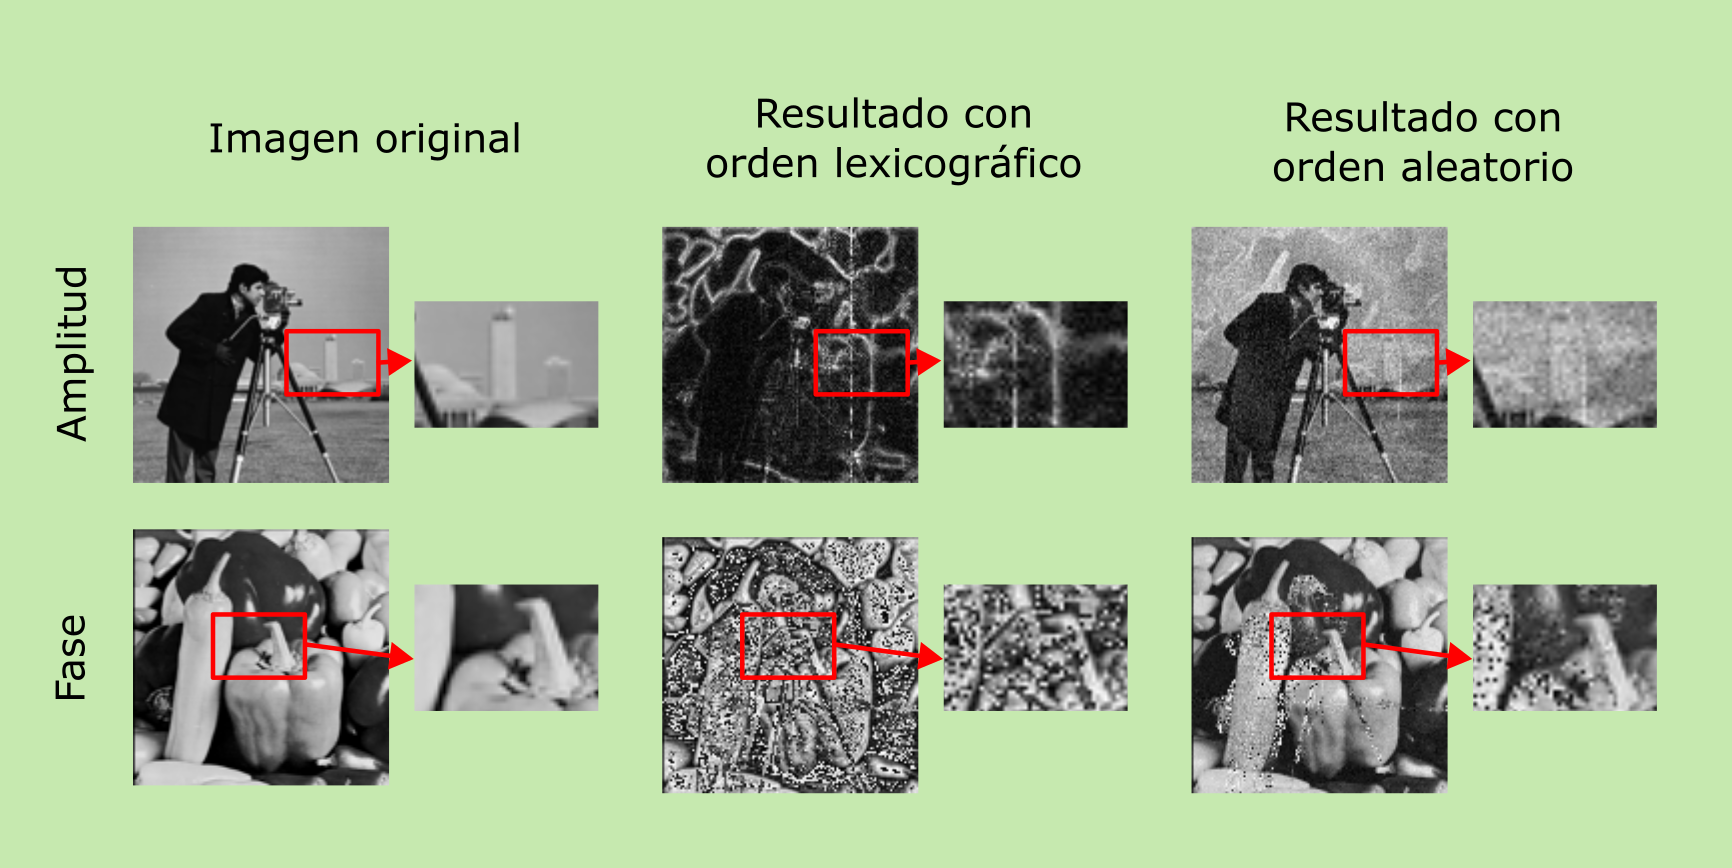 Imagen original
Resultado con
orden lexicográfico
Resultado con
orden aleatorio
Amplitud
Fase